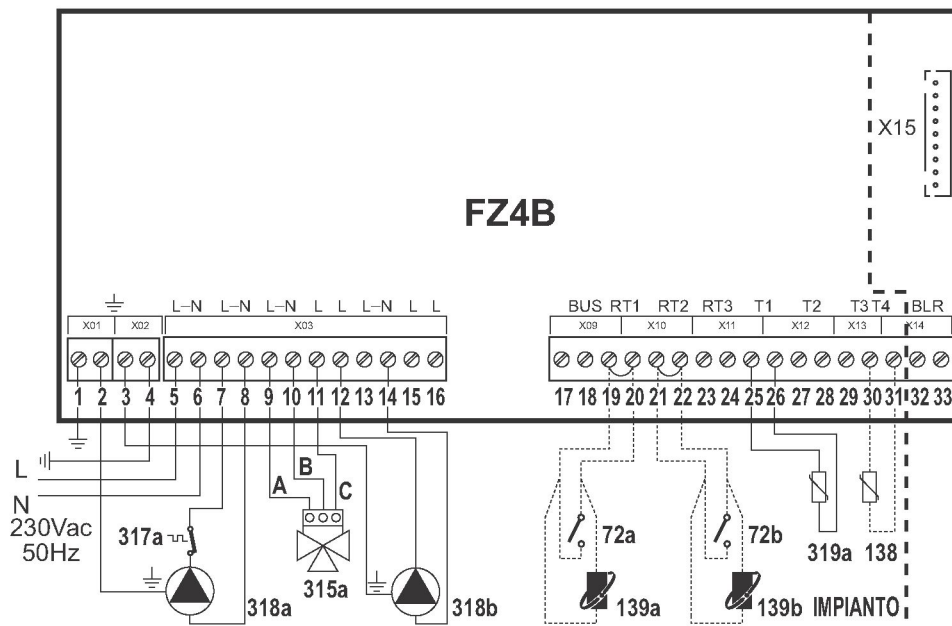 X15
FZ4B
L–N L–N L–N L L L–N L L
BUS RT1 RT2 RT3 T1 T2 T3 T4 BLR
X01 X02 X03 X09 X10 X11 X12 X13 X14
1 2 3 4 5 6 7 8 9 10 11 12 13 14 15 16
17 18 19 20 21 22 23 24 25 26 27 28 29 30 31 32 33
L
N
230Vac
50Hz
A
B
C
317a
318a
315a
318b
72a
139a
72b
139b
319a
138
IMPIANTO